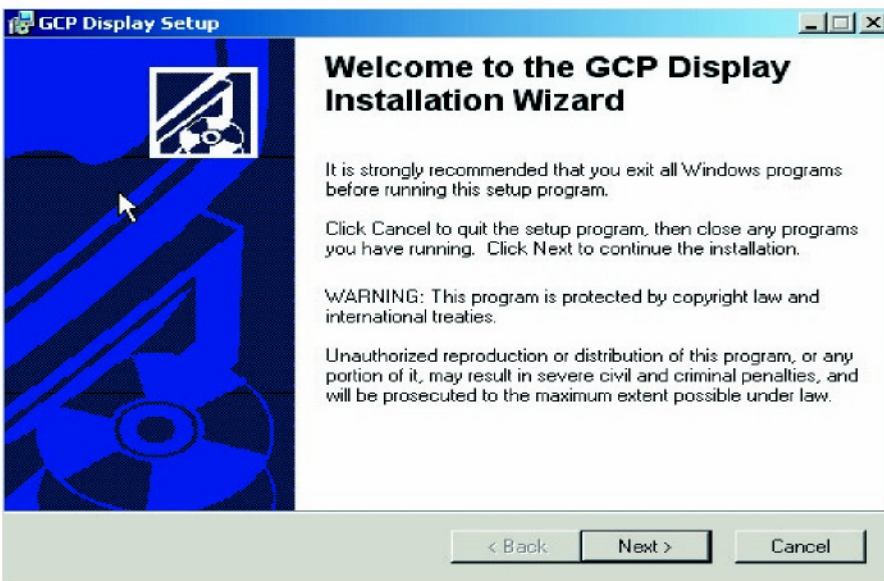 GCP Display Setup
Welcome to the GCP Display
Installation Wizard
It is strongly recommended that you exit all Windows programs
before running this setup program.
Click Cancel to quit the setup program, then close any programs
you have running. Click Next to continue the installation.
WARNING: This program is protected by copyright law and
international treaties.
Unauthorized reproduction or distribution of this program, or any
portion of it, may result in severe civil and criminal penalties, and
will be prosecuted to the maximum extent possible under law.
< Back Next > Cancel